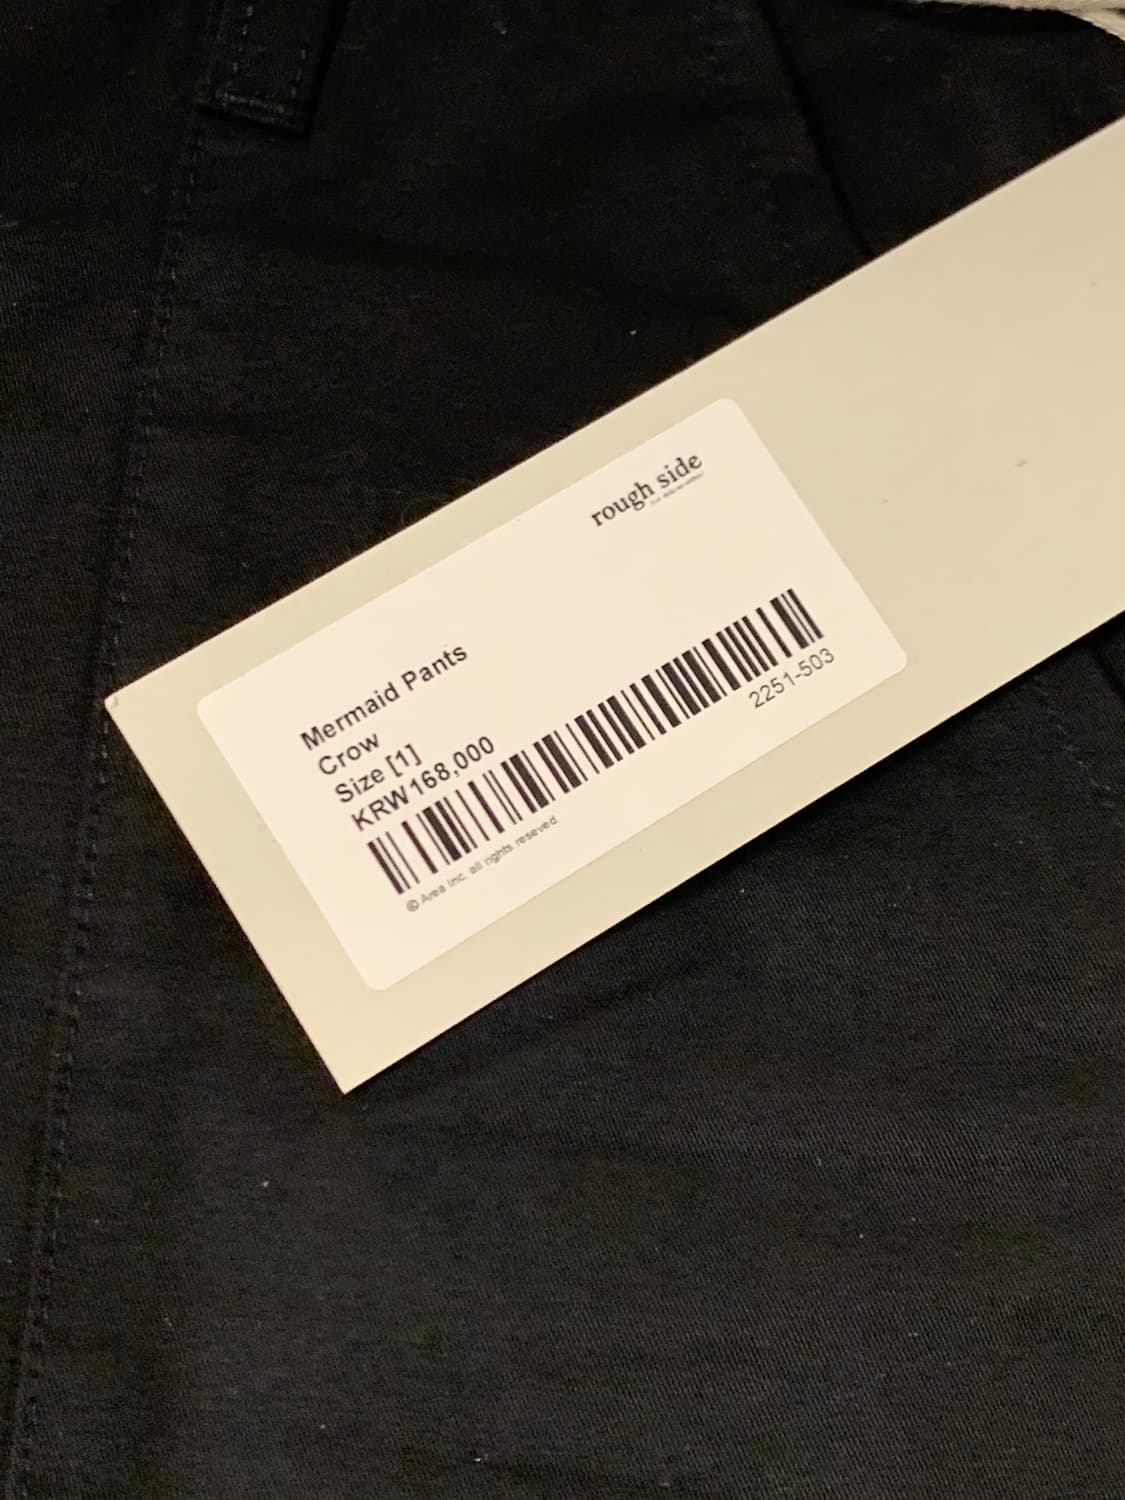 rough side
Mermaid Pants
Crow
Size [1]
KRW168,000
2251-503
© Area Inc. all rights reseved.